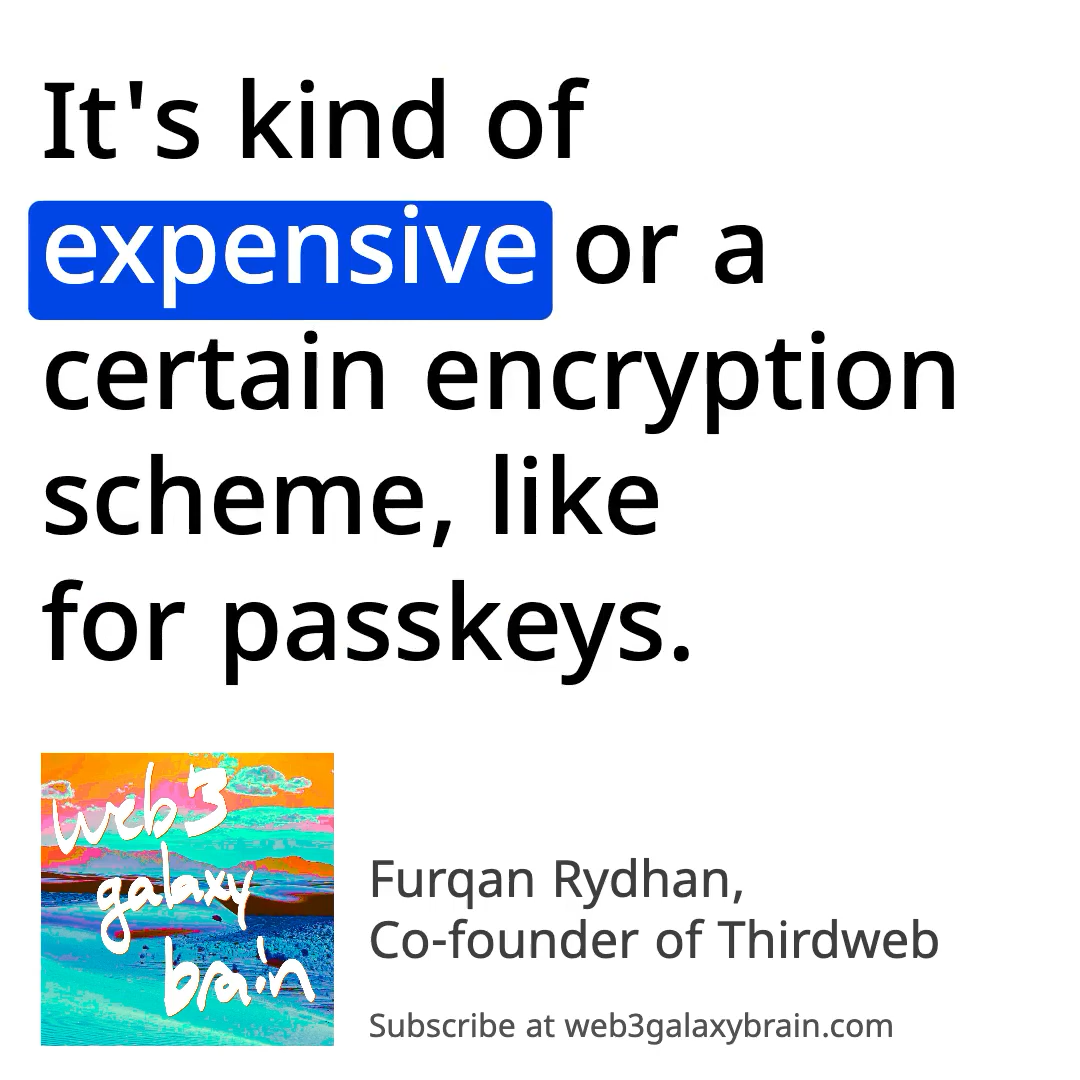 It's kind of
expensive or a
certain encryption
scheme, like
for passkeys.
web3
galaxy
brain
Furqan Rydhan,
Co-founder of Thirdweb
Subscribe at web3galaxybrain.com